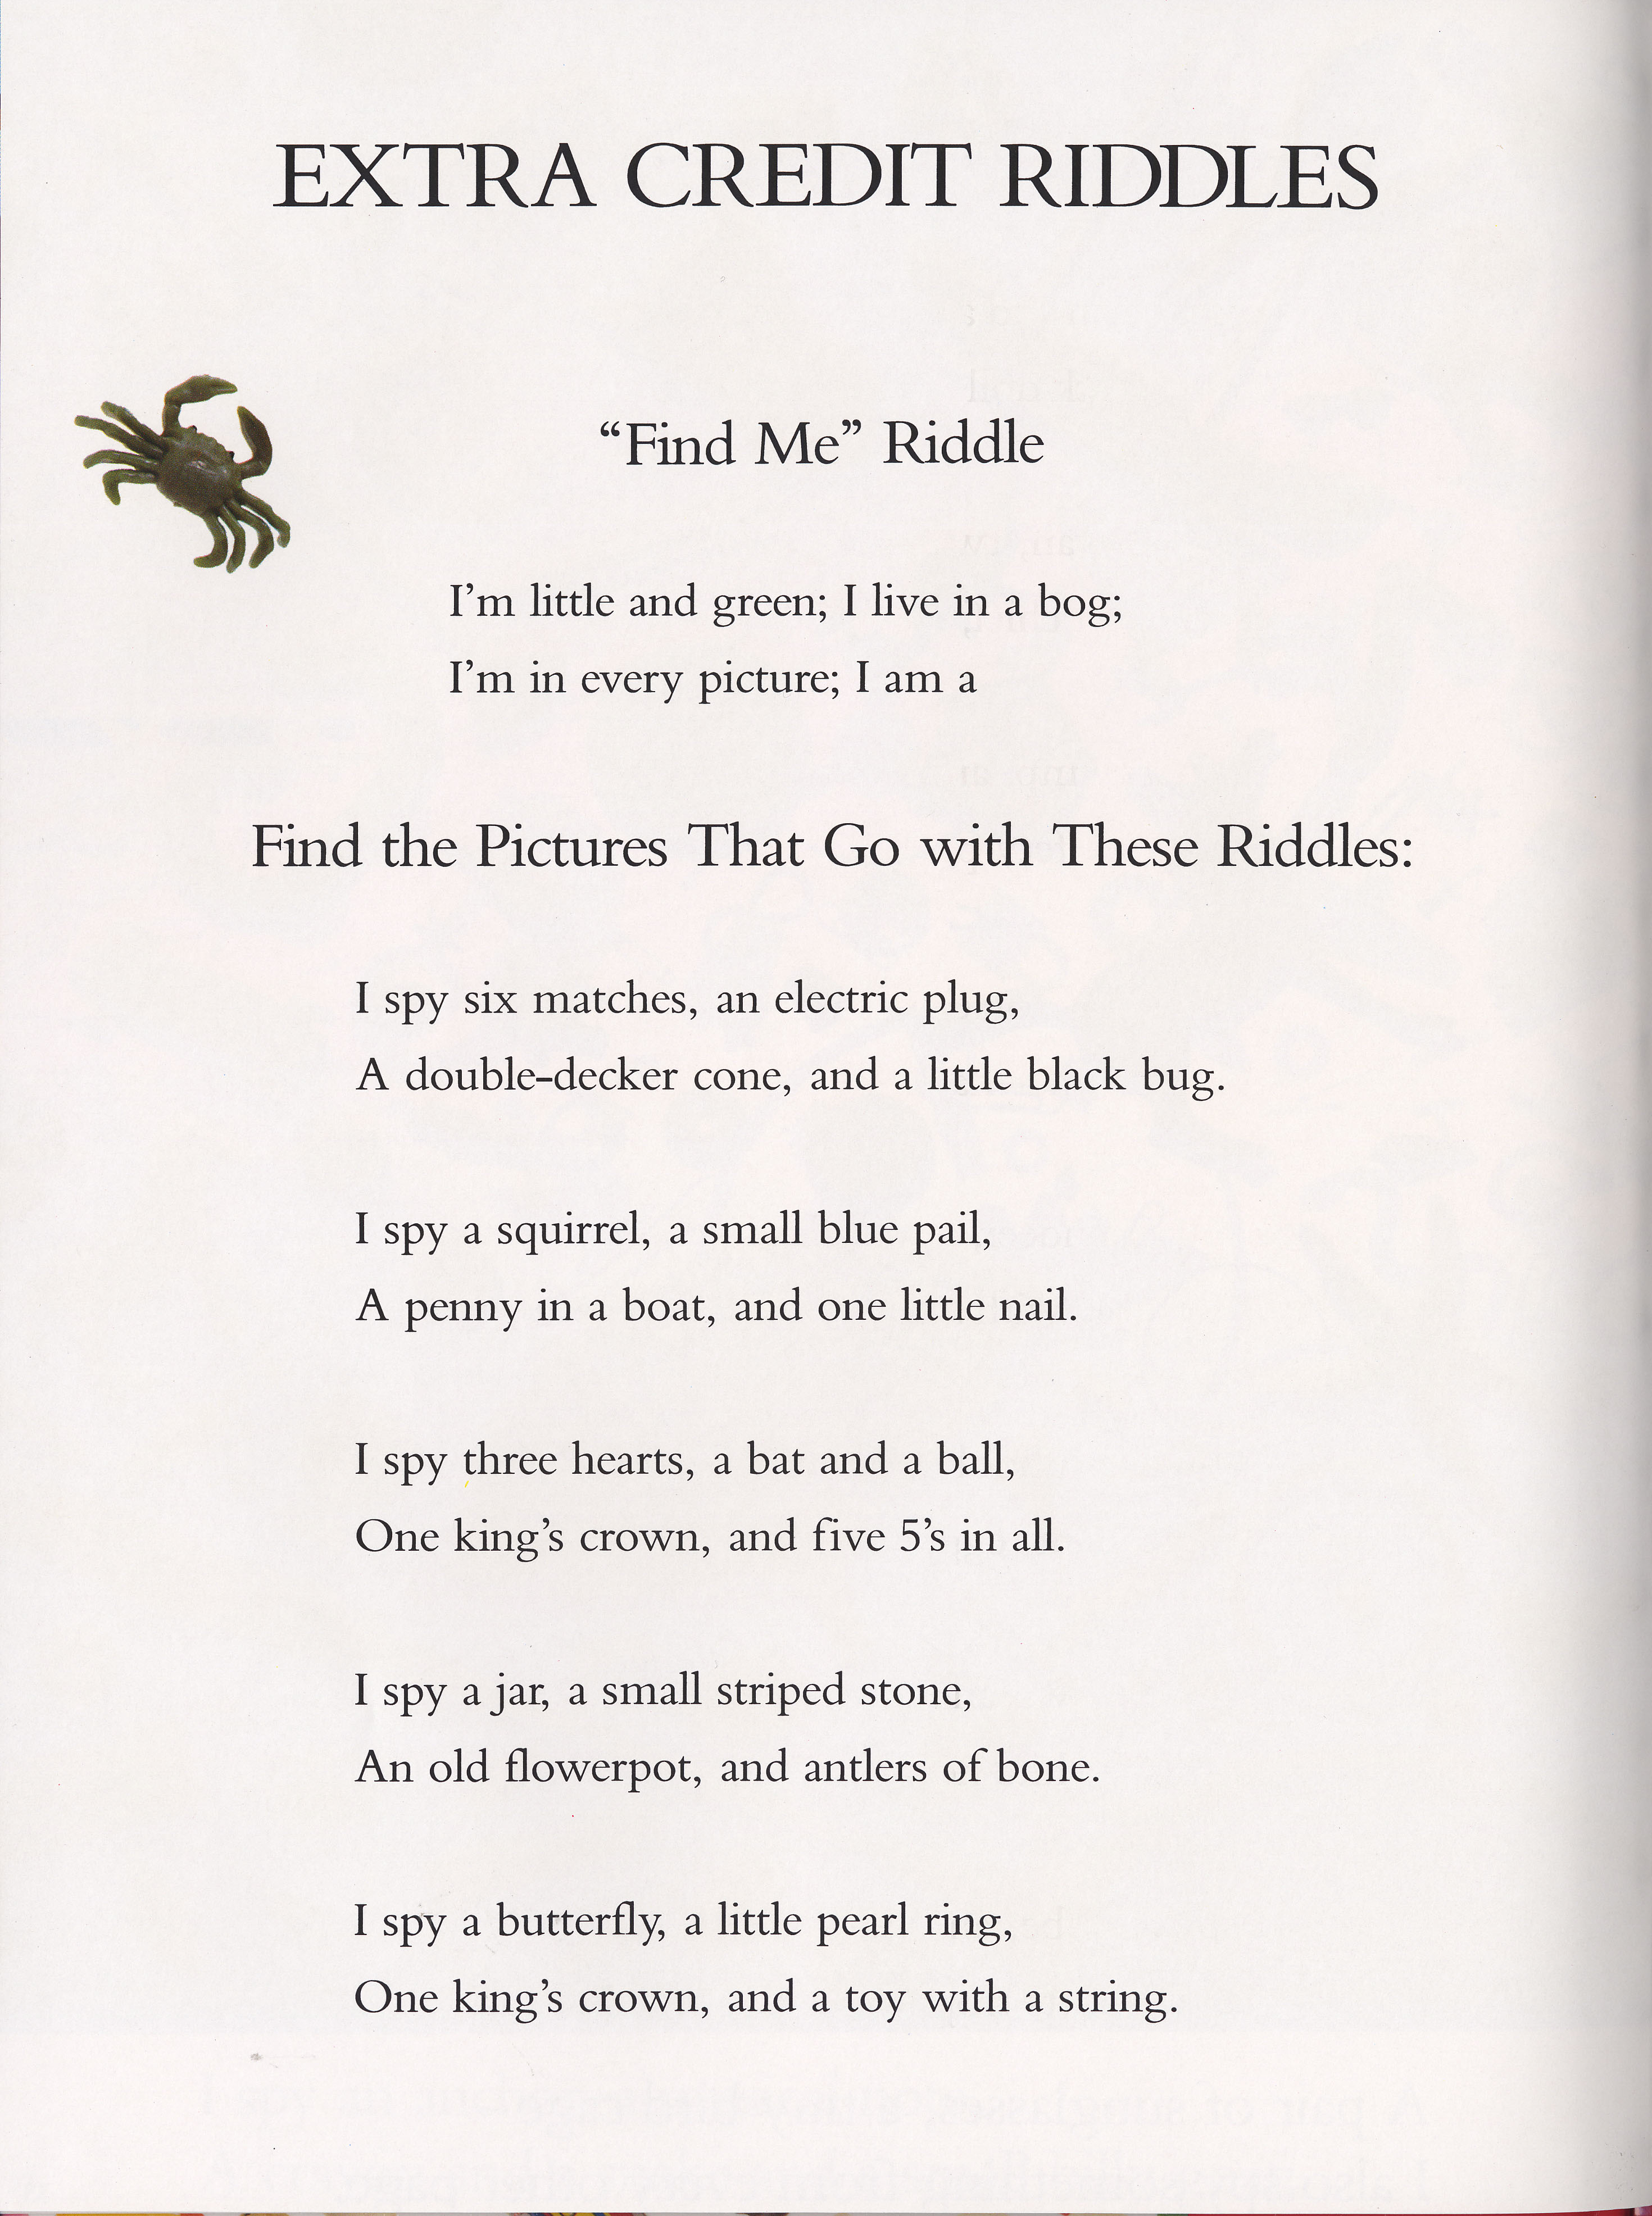 EXTRA CREDIT RIDDLES
“Find Me” Riddle
I’m little and green; I live in a bog;
I’m in every picture; I am a
Find the Pictures That Go with These Riddles:
I spy six matches, an electric plug,
A double-decker cone, and a little black bug.
I spy a squirrel, a small blue pail,
A penny in a boat, and one little nail.
I spy three hearts, a bat and a ball,
One king’s crown, and five 5’s in all.
I spy a jar, a small striped stone,
An old flowerpot, and antlers of bone.
I spy a butterfly, a little pearl ring,
One king’s crown, and a toy with a string.